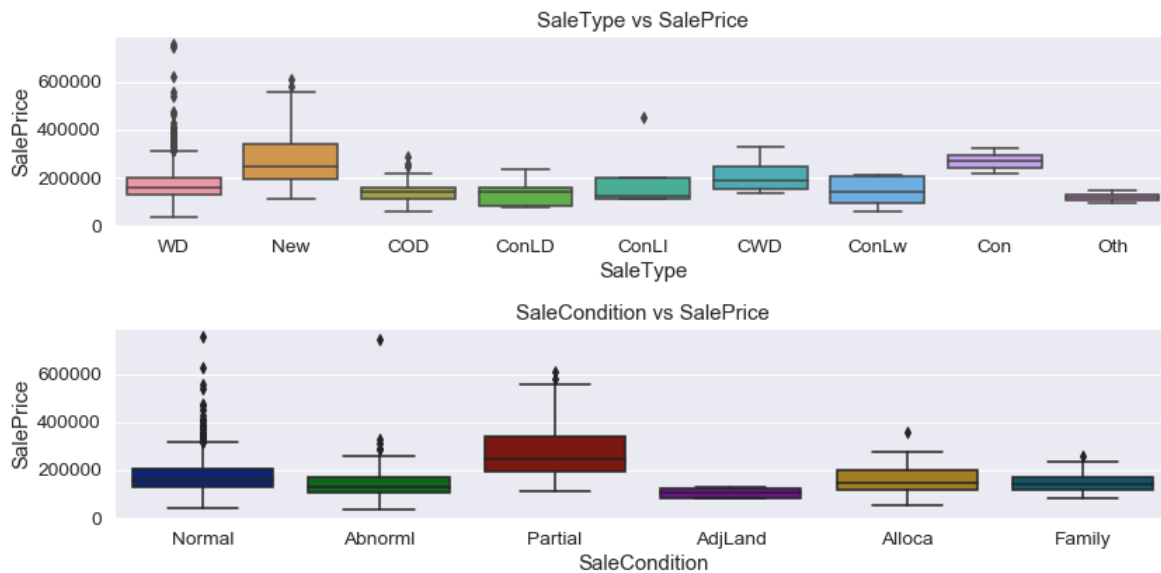 SaleType vs SalePrice
SalePrice
600000
400000
200000
0
WD New COD ConLD ConLI CWD ConLw Con Oth
SaleType
SaleCondition vs SalePrice
SalePrice
600000
400000
200000
0
Normal Abnorml Partial AdjLand Alloca Family
SaleCondition